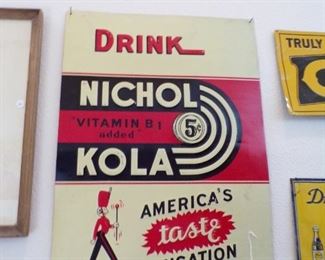 DRINK
NICHOL
"VITAMIN B1
added"
5¢
KOLA
AMERICA'S
taste
TRULY